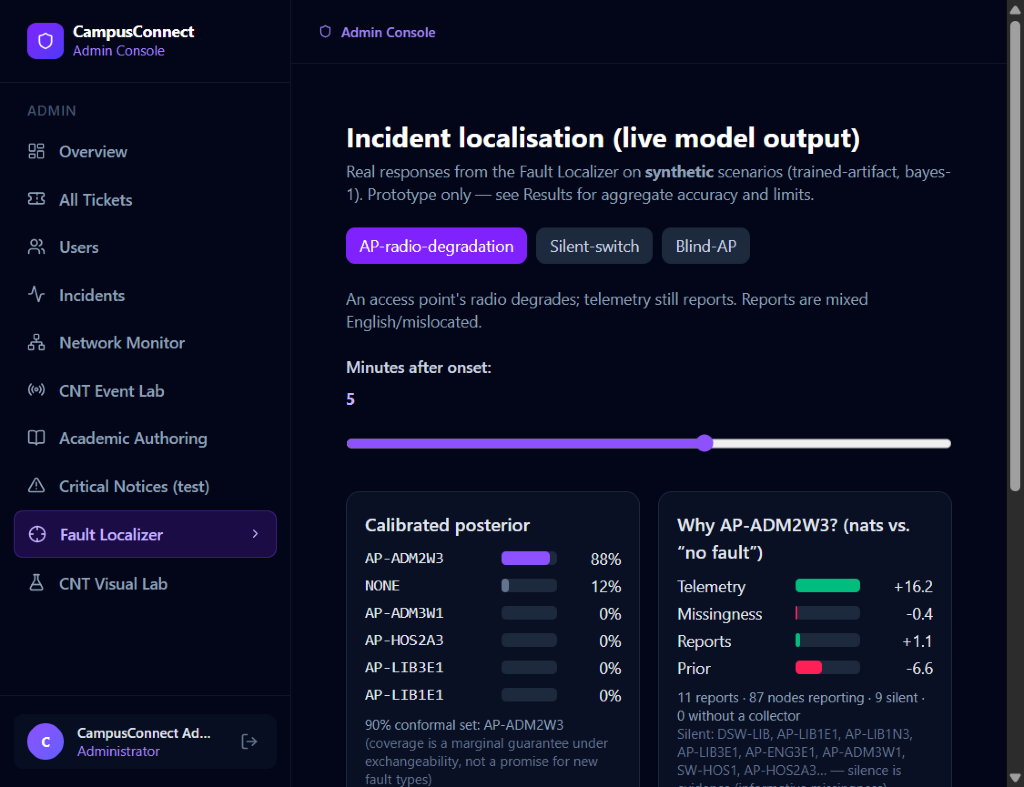 CampusConnect
Admin Console
ADMIN
Overview
All Tickets
Users
Incidents
Network Monitor
CNT Event Lab
Academic Authoring
Critical Notices (test)
Fault Localizer
CNT Visual Lab
C
CampusConnect Ad...
Administrator
Admin Console
Incident localisation (live model output)
Real responses from the Fault Localizer on synthetic scenarios (trained-artifact, bayes-
1). Prototype only — see Results for aggregate accuracy and limits.
AP-radio-degradation
Silent-switch
Blind-AP
An access point's radio degrades; telemetry still reports. Reports are mixed
English/mislocated.
Minutes after onset:
5
Calibrated posterior
AP-ADM2W3 88%
NONE 12%
AP-ADM3W1 0%
AP-HOS2A3 0%
AP-LIB3E1 0%
AP-LIB1E1 0%
90% conformal set: AP-ADM2W3
(coverage is a marginal guarantee under
exchangeability, not a promise for new
fault types)
Why AP-ADM2W3? (nats vs.
“no fault”)
Telemetry +16.2
Missingness -0.4
Reports +1.1
Prior -6.6
11 reports · 87 nodes reporting · 9 silent ·
0 without a collector
Silent: DSW-LIB, AP-LIB1E1, AP-LIB1N3,
AP-LIB3E1, AP-ENG3E1, AP-ADM3W1,
SW-HOS1, AP-HOS2A3... — silence is
evidence (informative missingness)